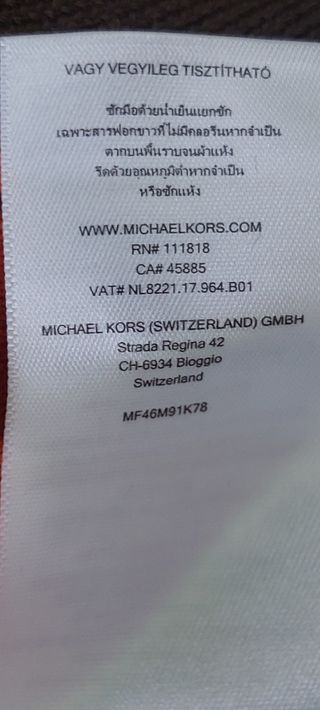 VAGY VEGYILEG TISZTÍTHATÓ
ซักมือด้วยน้ำเย็นแยกซัก
เฉพาะสารฟอกขาวที่ไม่มีคลอรีนหากจำเป็น
ตากบนพื้นราบจนผ้าแห้ง
รีดด้วยอุณหภูมิต่ำหากจำเป็น
หรือซักแห้ง
WWW.MICHAELKORS.COM
RN# 111818
CA# 45885
VAT# NL8221.17.964.B01
MICHAEL KORS (SWITZERLAND) GMBH
Strada Regina 42
CH-6934 Bioggio
Switzerland
MF46M91K78